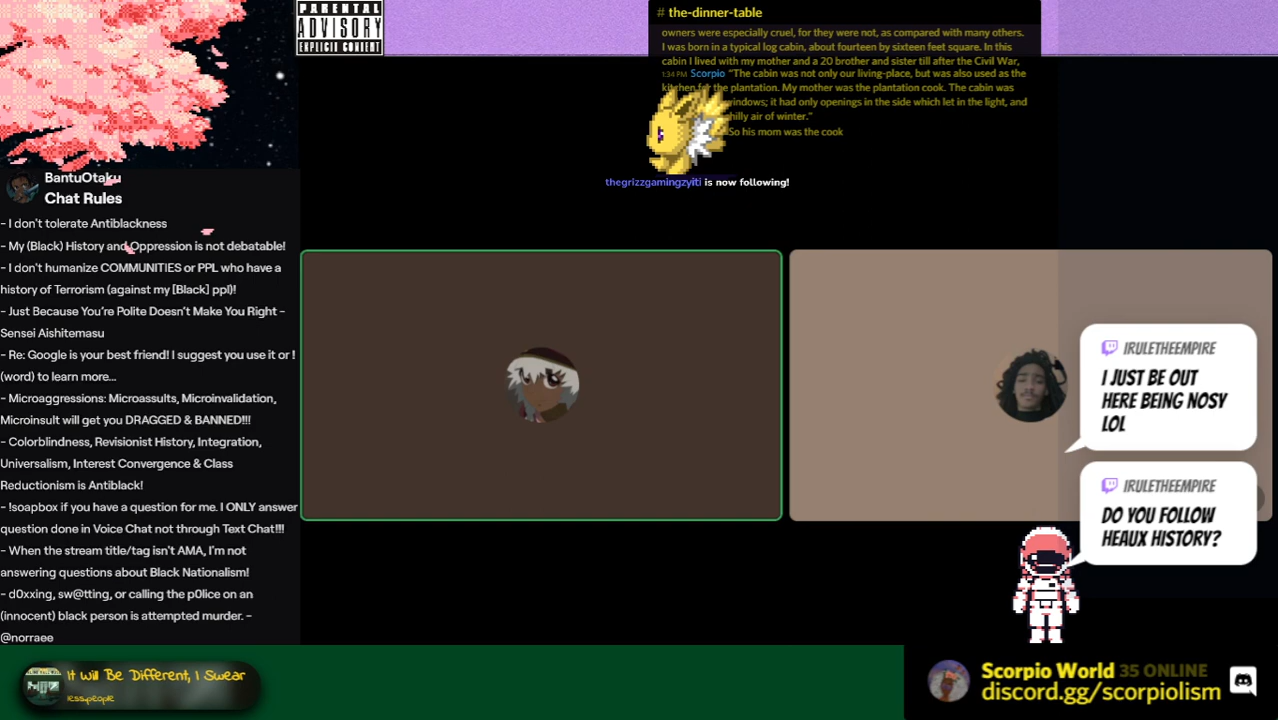 PARENTAL
ADVISORY
EXPLICIT CONTENT
# the-dinner-table
owners were especially cruel, for they were not, as compared with many others.
I was born in a typical log cabin, about fourteen by sixteen feet square. In this
cabin I lived with my mother and a 20 brother and sister till after the Civil War,
1:34 PM Scorpio “The cabin was not only our living-place, but was also used as the
the plantation. My mother was the plantation cook. The cabin was
windows; it had only openings in the side which let in the light, and
chilly air of winter.”
So his mom was the cook
thegrizzgamingzyiti is now following!
BantuOtaku
Chat Rules
- I don't tolerate Antiblackness
- My (Black) History and Oppression is not debatable!
- I don't humanize COMMUNITIES or PPL who have a
history of Terrorism (against my [Black] ppl)!
- Just Because You’re Polite Doesn’t Make You Right -
Sensei Aishitemasu
- Re: Google is your best friend! I suggest you use it or !
(word) to learn more...
- Microaggressions: Microassults, Microinvalidation,
Microinsult will get you DRAGGED & BANNED!!!
- Colorblindness, Revisionist History, Integration,
Universalism, Interest Convergence & Class
Reductionism is Antiblack!
- !soapbox if you have a question for me. I ONLY answer
question done in Voice Chat not through Text Chat!!!
- When the stream title/tag isn't AMA, I'm not
answering questions about Black Nationalism!
- d0xxing, sw@tting, or calling the p0lice on an
(innocent) black person is attempted murder. -
@norraee
IRULETHEEMPIRE
I JUST BE OUT
HERE BEING NOSY
LOL
IRULETHEEMPIRE
DO YOU FOLLOW
HEAUX HISTORY?
It Will Be Different, I Swear
less.people
Scorpio World 35 ONLINE
discord.gg/scorpiolism